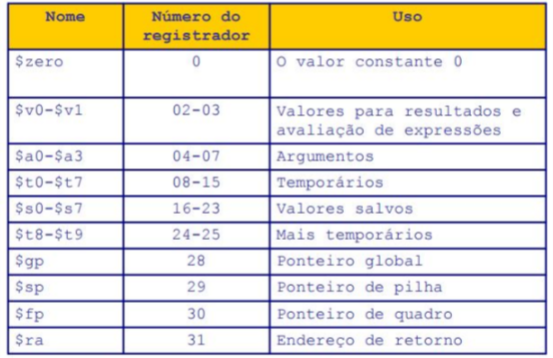 Nome Número do registrador Uso
$zero 0 O valor constante 0
$v0-$v1 02-03 Valores para resultados e avaliação de expressões
$a0-$a3 04-07 Argumentos
$t0-$t7 08-15 Temporários
$s0-$s7 16-23 Valores salvos
$t8-$t9 24-25 Mais temporários
$gp 28 Ponteiro global
$sp 29 Ponteiro de pilha
$fp 30 Ponteiro de quadro
$ra 31 Endereço de retorno